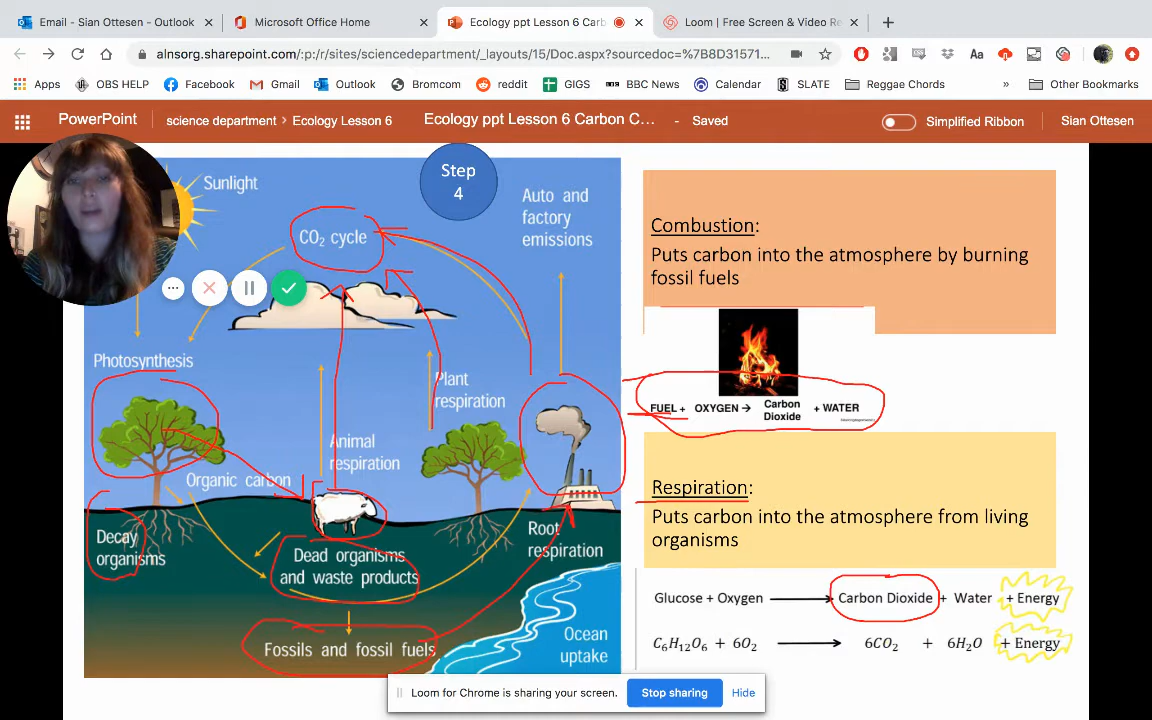 Email - Sian Ottesen - Outlook
Microsoft Office Home
Ecology ppt Lesson 6 Carb
Loom | Free Screen & Video Re
alnsorg.sharepoint.com/:p:/r/sites/sciencedepartment/_layouts/15/Doc.aspx?sourcedoc=%7B8D31571...
Apps
OBS HELP
Facebook
Gmail
Outlook
Bromcom
reddit
GIGS
BBC News
Calendar
SLATE
Reggae Chords
»
Other Bookmarks
PowerPoint
science department › Ecology Lesson 6
Ecology ppt Lesson 6 Carbon C... - Saved
Simplified Ribbon
Sian Ottesen
Sunlight
Step
4
CO₂ cycle
Auto and
factory
emissions
Photosynthesis
Plant
respiration
Animal
respiration
Organic carbon
Decay
organisms
Dead organisms
and waste products
Root
respiration
Fossils and fossil fuels
Ocean
uptake
Combustion:
Puts carbon into the atmosphere by burning
fossil fuels
FUEL + OXYGEN → Carbon Dioxide + WATER
Respiration:
Puts carbon into the atmosphere from living
organisms
Glucose + Oxygen ⟶ Carbon Dioxide + Water + Energy
C₆H₁₂O₆ + 6O₂ ⟶ 6CO₂ + 6H₂O + Energy
Loom for Chrome is sharing your screen.
Stop sharing
Hide